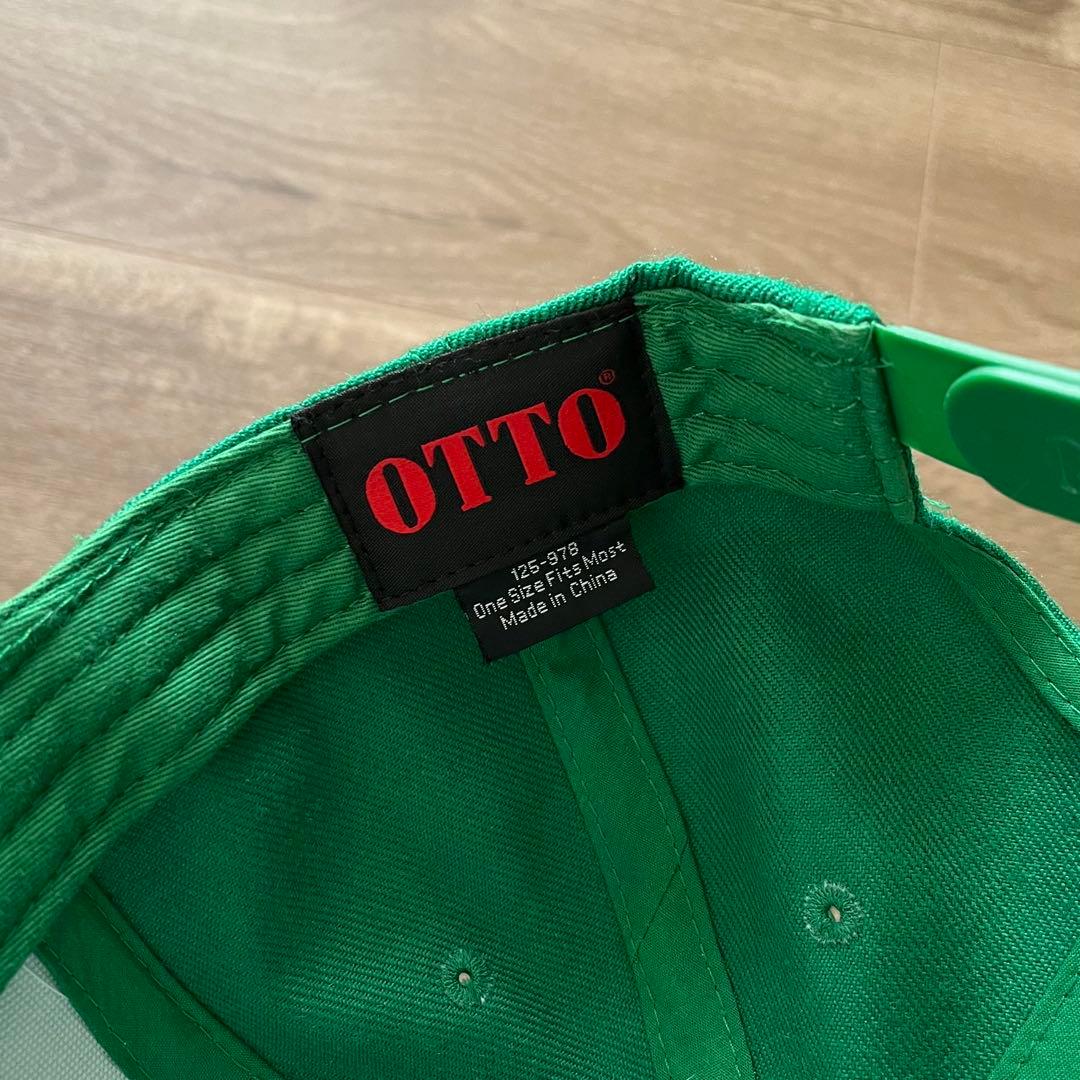 OTTO®
125-978
One Size Fits Most
Made in China